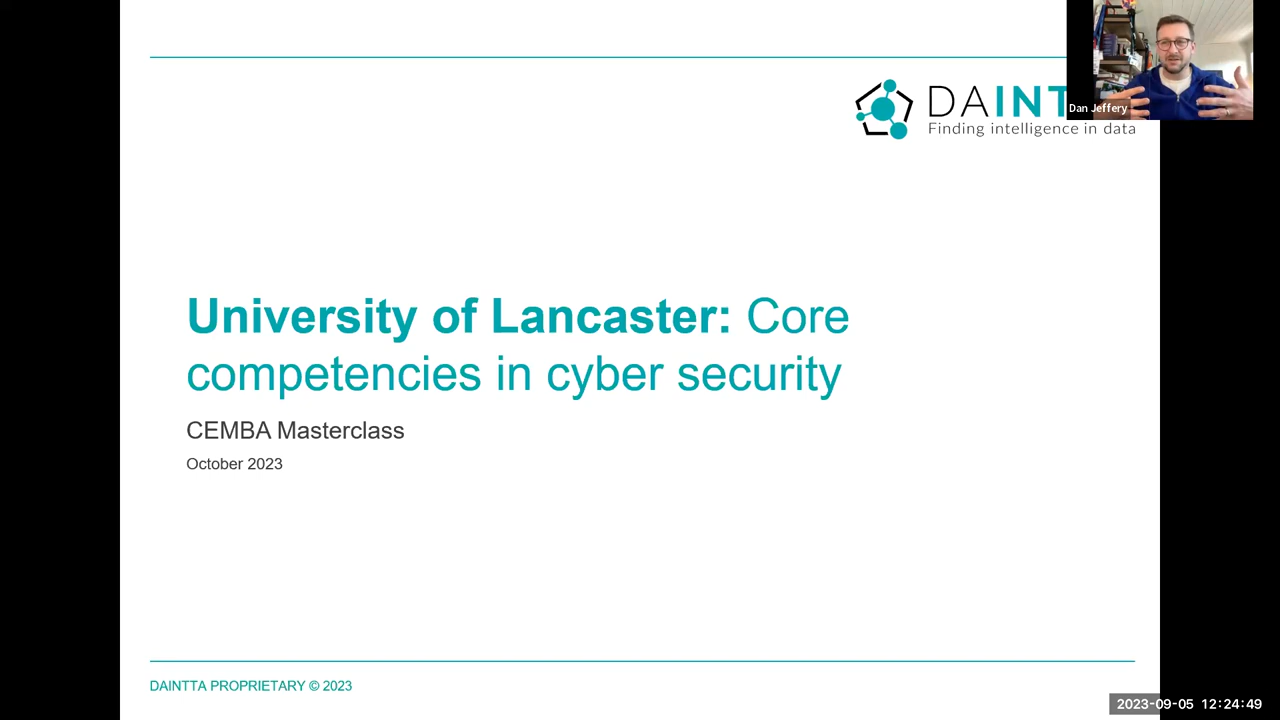 DAINT
Finding intelligence in data
Dan Jeffery
University of Lancaster: Core
competencies in cyber security
CEMBA Masterclass
October 2023
DAINTTA PROPRIETARY © 2023
2023-09-05 12:24:49